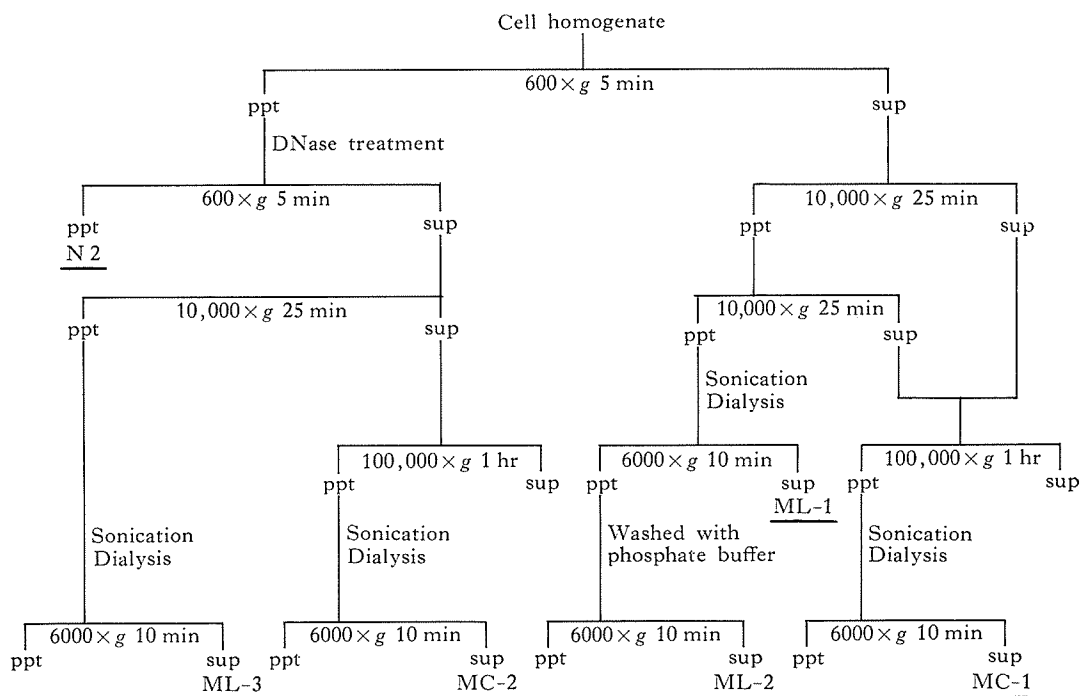 Cell homogenate
600×g 5 min
ppt
sup
DNase treatment
600×g 5 min
10,000×g 25 min
ppt
sup
ppt
sup
N 2
10,000×g 25 min
10,000×g 25 min
ppt
sup
ppt
sup
Sonication
Dialysis
100,000×g 1 hr
6000×g 10 min
100,000×g 1 hr
ppt
sup
ppt
sup
ppt
sup
ML-1
Sonication
Dialysis
Sonication
Dialysis
Washed with
phosphate buffer
Sonication
Dialysis
6000×g 10 min
6000×g 10 min
6000×g 10 min
6000×g 10 min
ppt
sup
ppt
sup
ppt
sup
ppt
sup
ML-3
MC-2
ML-2
MC-1